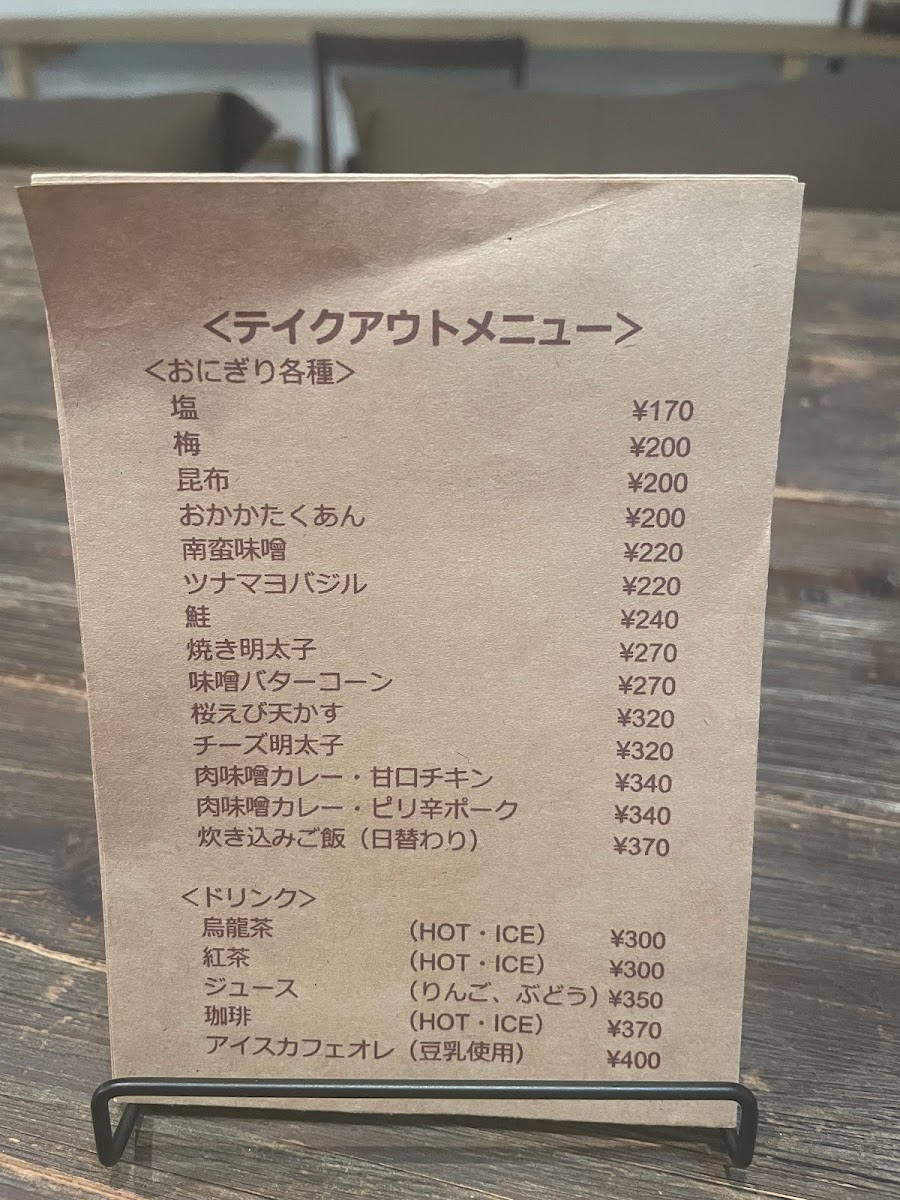 <テイクアウトメニュー>
<おにぎり各種>
塩 ¥170
梅 ¥200
昆布 ¥200
おかかたくあん ¥200
南蛮味噌 ¥220
ツナマヨバジル ¥220
鮭 ¥240
焼き明太子 ¥270
味噌バターコーン ¥270
桜えび天かす ¥320
チーズ明太子 ¥320
肉味噌カレー・甘口チキン ¥340
肉味噌カレー・ピリ辛ポーク ¥340
炊き込みご飯（日替わり） ¥370
<ドリンク>
烏龍茶 （HOT・ICE） ¥300
紅茶 （HOT・ICE） ¥300
ジュース （りんご、ぶどう） ¥350
珈琲 （HOT・ICE） ¥370
アイスカフェオレ（豆乳使用） ¥400